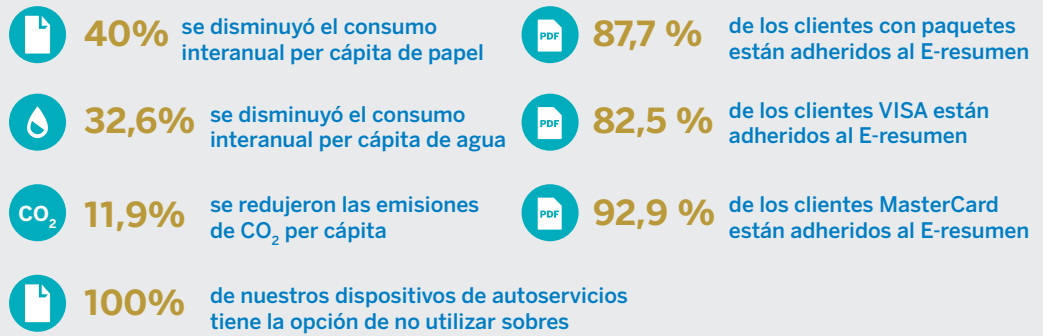 40% se disminuyó el consumo
interanual per cápita de papel
32,6% se disminuyó el consumo
interanual per cápita de agua
CO₂ 11,9% se redujeron las emisiones
de CO₂ per cápita
100% de nuestros dispositivos de autoservicios
tiene la opción de no utilizar sobres
PDF 87,7 % de los clientes con paquetes
están adheridos al E-resumen
PDF 82,5 % de los clientes VISA están
adheridos al E-resumen
PDF 92,9 % de los clientes MasterCard
están adheridos al E-resumen